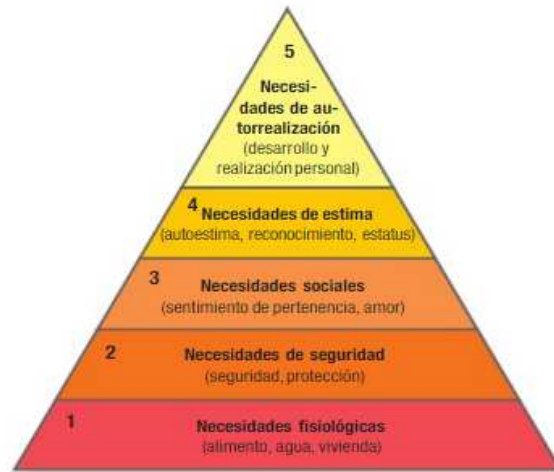 5
Necesi-
dades de au-
torrealización
(desarrollo y
realización personal)
4 Necesidades de estima
(autoestima, reconocimiento, estatus)
3 Necesidades sociales
(sentimiento de pertenencia, amor)
2 Necesidades de seguridad
(seguridad, protección)
1 Necesidades fisiológicas
(alimento, agua, vivienda)